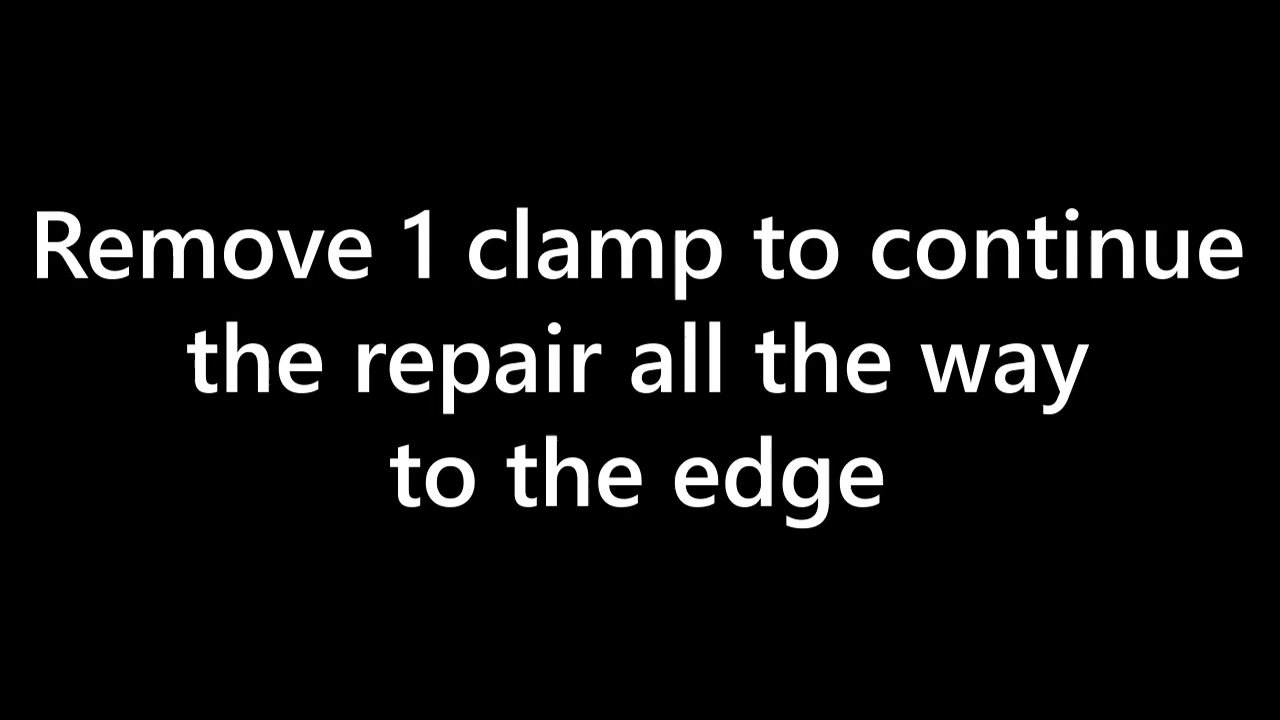 Remove 1 clamp to continue
the repair all the way
to the edge